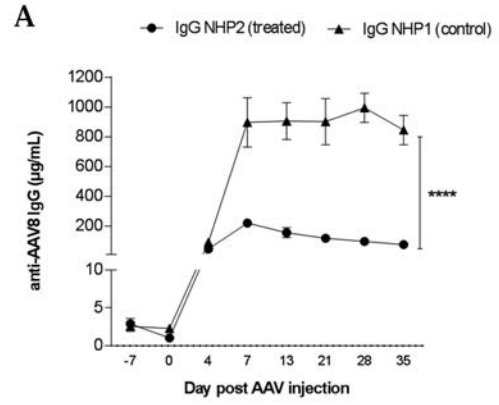 A
IgG NHP2 (treated) IgG NHP1 (control)
1200
1000
800
600
400
200
10
5
0
anti-AAV8 IgG (µg/mL)
****
-7 0 4 7 13 21 28 35
Day post AAV injection